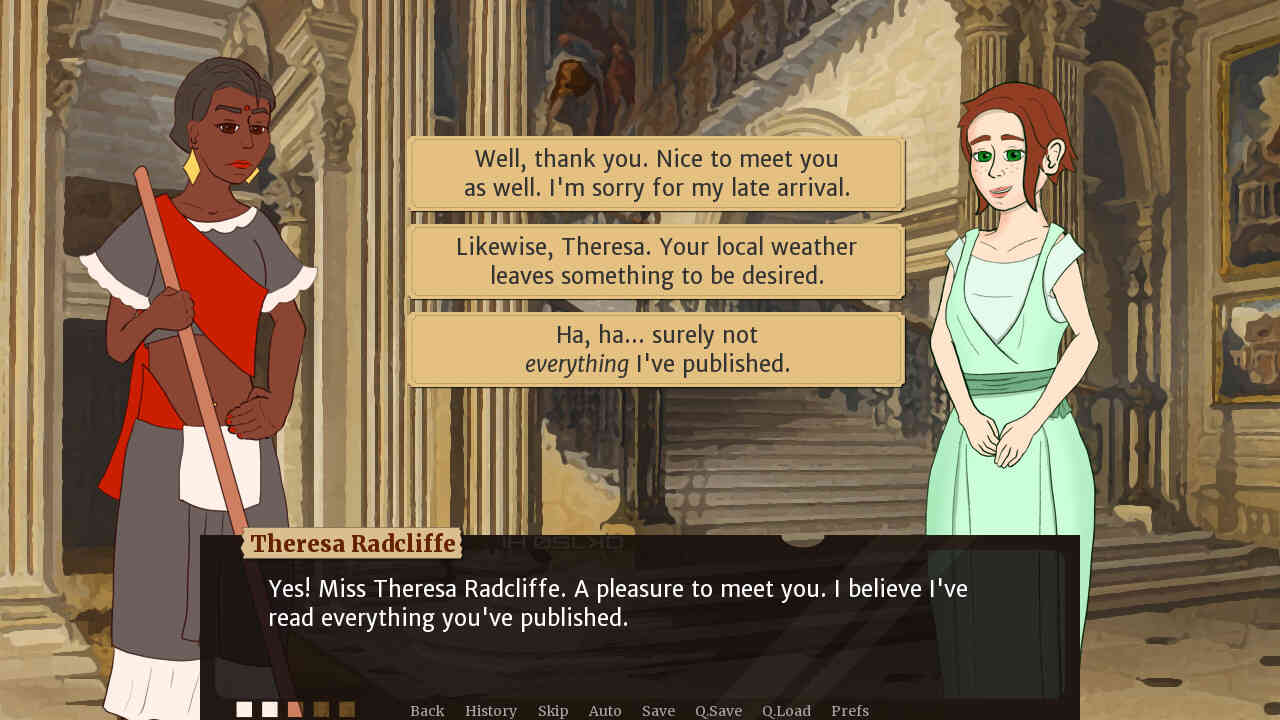 Well, thank you. Nice to meet you
as well. I'm sorry for my late arrival.
Likewise, Theresa. Your local weather
leaves something to be desired.
Ha, ha... surely not
everything I've published.
Theresa Radcliffe
Yes! Miss Theresa Radcliffe. A pleasure to meet you. I believe I've
read everything you've published.
Back History Skip Auto Save Q.Save Q.Load Prefs